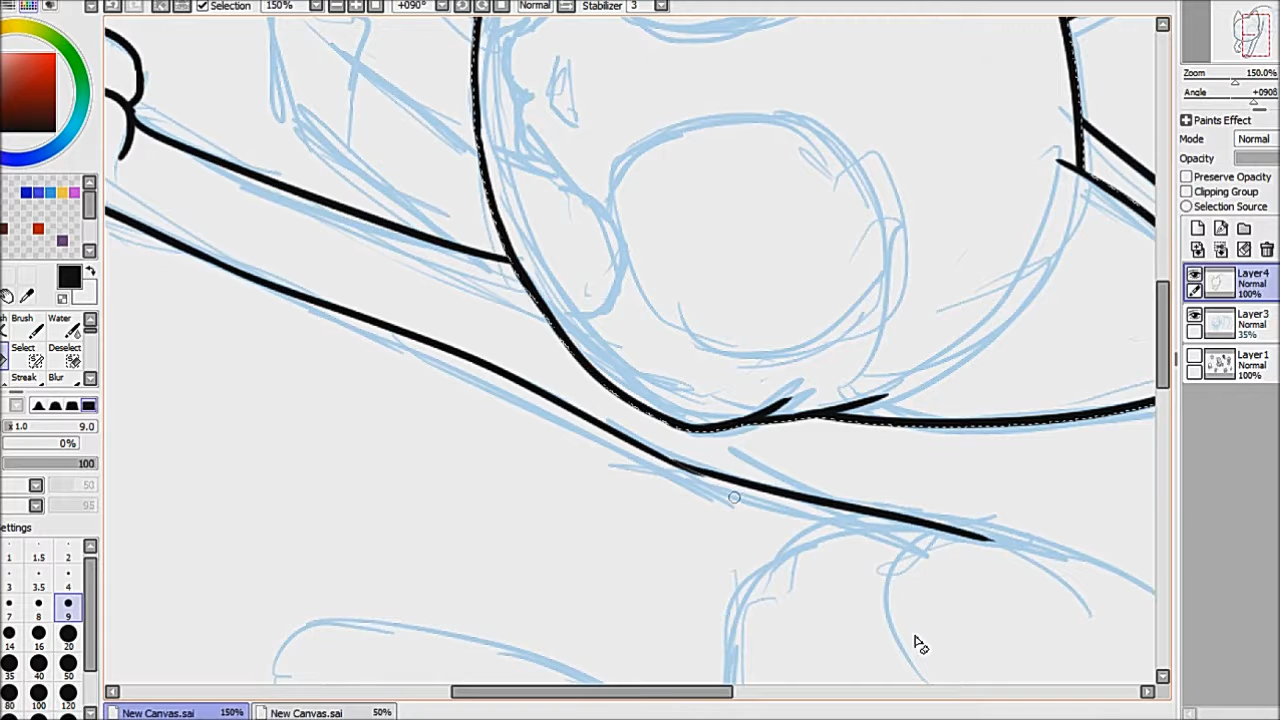 Selection 150% +090° Normal Stabilizer 3
Zoom 150.0%
Angle +090B
Paints Effect
Mode Normal
Opacity
Preserve Opacity
Clipping Group
Selection Source
Layer4
Normal
100%
Layer3
Normal
35%
Layer1
Normal
100%
sh Brush Water
Select Deselect
Streak Blur
x 1.0 9.0
0%
100
50
95
ettings
1 1.5 2
3 3.5 4
7 8 9
14 16 20
35 40 50
80 100 120
New Canvas.sai 150% New Canvas.sai 50%